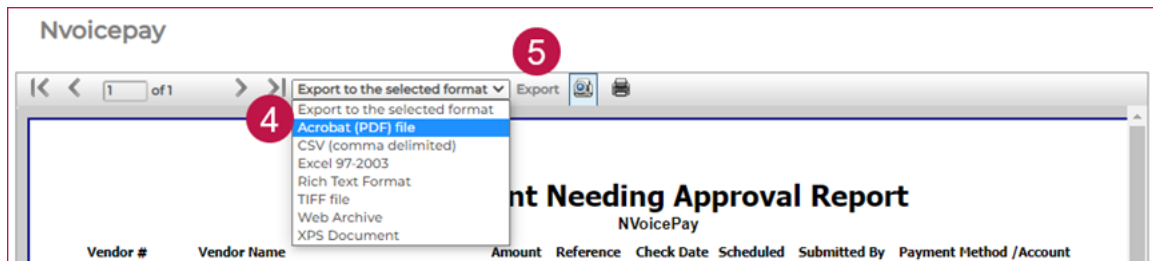 Nvoicepay
5
1 of 1 Export to the selected format Export
4
Export to the selected format
Acrobat (PDF) file
CSV (comma delimited)
Excel 97-2003
Rich Text Format
TIFF file
Web Archive
XPS Document
nt Needing Approval Report
NVoicePay
Vendor # Vendor Name Amount Reference Check Date Scheduled Submitted By Payment Method /Account